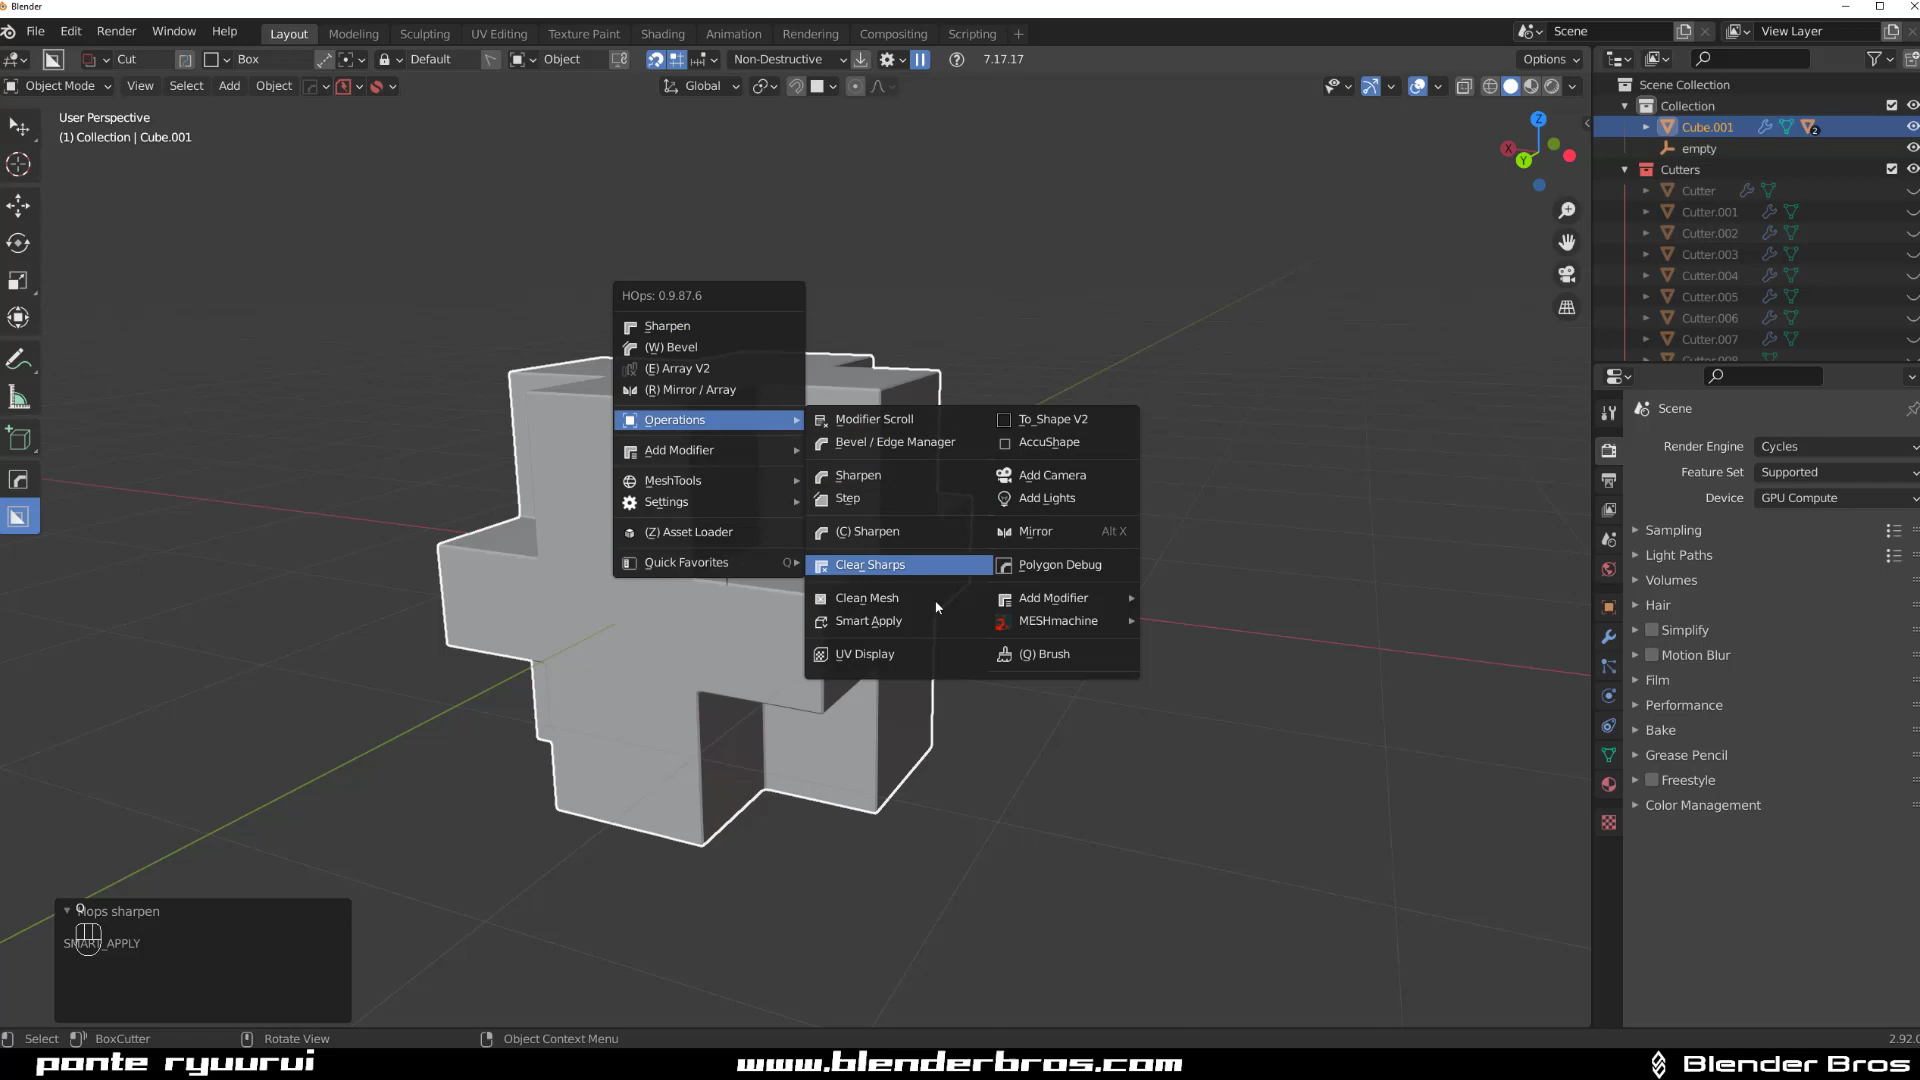 Blender
File Edit Render Window Help Layout Modeling Sculpting UV Editing Texture Paint Shading Animation Rendering Compositing Scripting + Scene View Layer
Cut Box Default Object Non-Destructive 7.17.17 Options
Object Mode View Select Add Object Global
User Perspective
(1) Collection | Cube.001
Z
X
Y
HOps: 0.9.87.6
Sharpen
(W) Bevel
(E) Array V2
(R) Mirror / Array
Operations
Add Modifier
MeshTools
Settings
(Z) Asset Loader
Quick Favorites Q
Modifier Scroll
Bevel / Edge Manager
Sharpen
Step
(C) Sharpen
Clear Sharps
Clean Mesh
Smart Apply
UV Display
To_Shape V2
AccuShape
Add Camera
Add Lights
Mirror Alt X
Polygon Debug
Add Modifier
MESHmachine
(Q) Brush
Scene Collection
Collection
Cube.001 2
empty
Cutters
Cutter
Cutter.001
Cutter.002
Cutter.003
Cutter.004
Cutter.005
Cutter.006
Cutter.007
Scene
Render Engine Cycles
Feature Set Supported
Device GPU Compute
Sampling
Light Paths
Volumes
Hair
Simplify
Motion Blur
Film
Performance
Bake
Grease Pencil
Freestyle
Color Management
Q
Hops sharpen
SMART_APPLY
Select BoxCutter Rotate View Object Context Menu 2.92.0
ponte ryuurui www.blenderbros.com Blender Bros